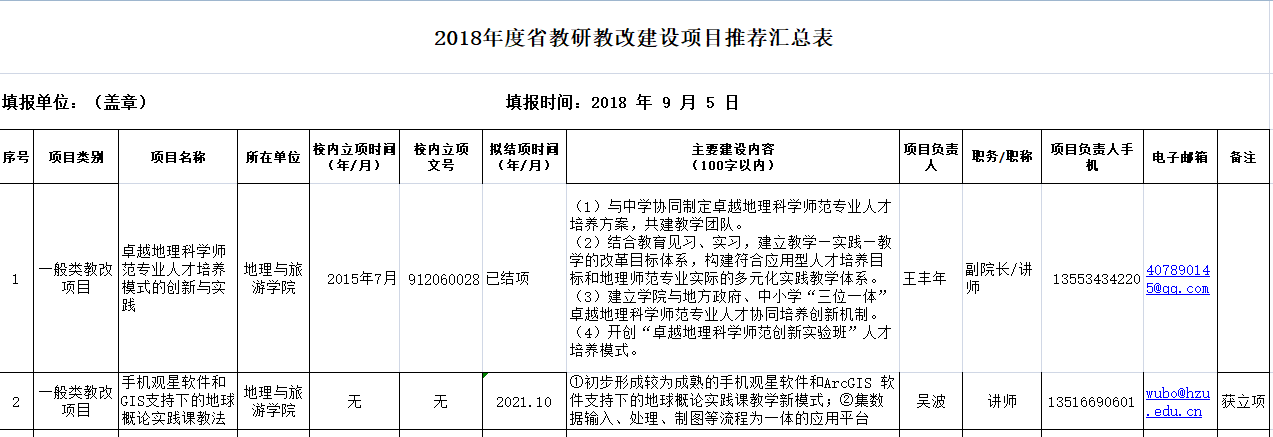 2018年度省教研教改建设项目推荐汇总表
填报单位：（盖章） 填报时间：2018 年 9 月 5 日
序号 项目类别 项目名称 所在单位 校内立项时间（年/月） 校内立项文号 拟结项时间（年/月） 主要建设内容（100字以内） 项目负责人 职务/职称 项目负责人手机 电子邮箱 备注
1
一般类教改
项目
卓越地理科学师
范专业人才培养
模式的创新与实
践
地理与旅
游学院
2015年7月
912060028
已结项
（1）与中学协同制定卓越地理科学师范专业人才
培养方案，共建教学团队。
（2）结合教育见习、实习，建立教学—实践—教
学的改革目标体系，构建符合应用型人才培养目
标和地理师范专业实际的多元化实践教学体系。
（3）建立学院与地方政府、中小学“三位一体”
卓越地理科学师范专业人才协同培养创新机制。
（4）开创“卓越地理科学师范创新实验班”人才
培养模式。
王丰年
副院长/讲
师
13553434220
40789014
5@qq.com
2
一般类教改
项目
手机观星软件和
GIS支持下的地球
概论实践课教法
地理与旅
游学院
无
无
2021.10
①初步形成较为成熟的手机观星软件和ArcGIS 软
件支持下的地球概论实践课教学新模式；②集数
据输入、处理、制图等流程为一体的应用平台
吴波
讲师
13516690601
wubo@hzu
.edu.cn
获立项